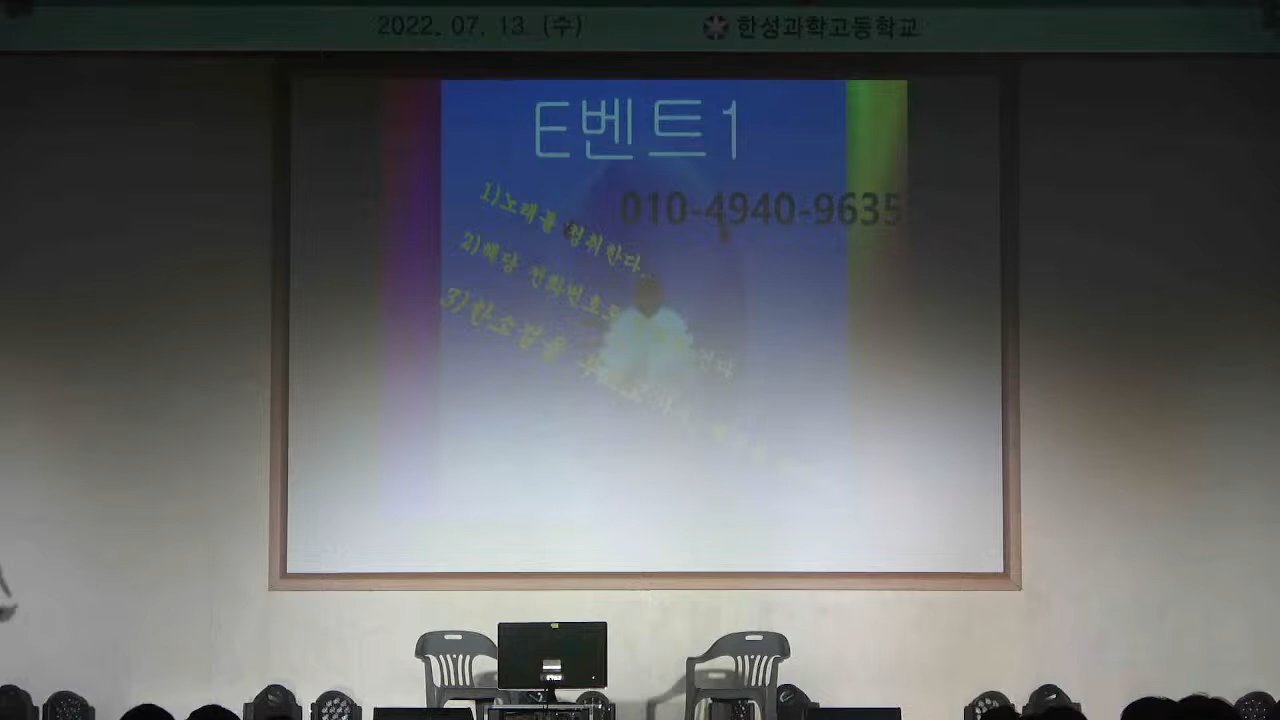 2022. 07. 13. (수) 한성과학고등학교
E벤트1
010-4940-9635
1)노래를 청취한다..
2)해당 전화번호로
3)한소절을